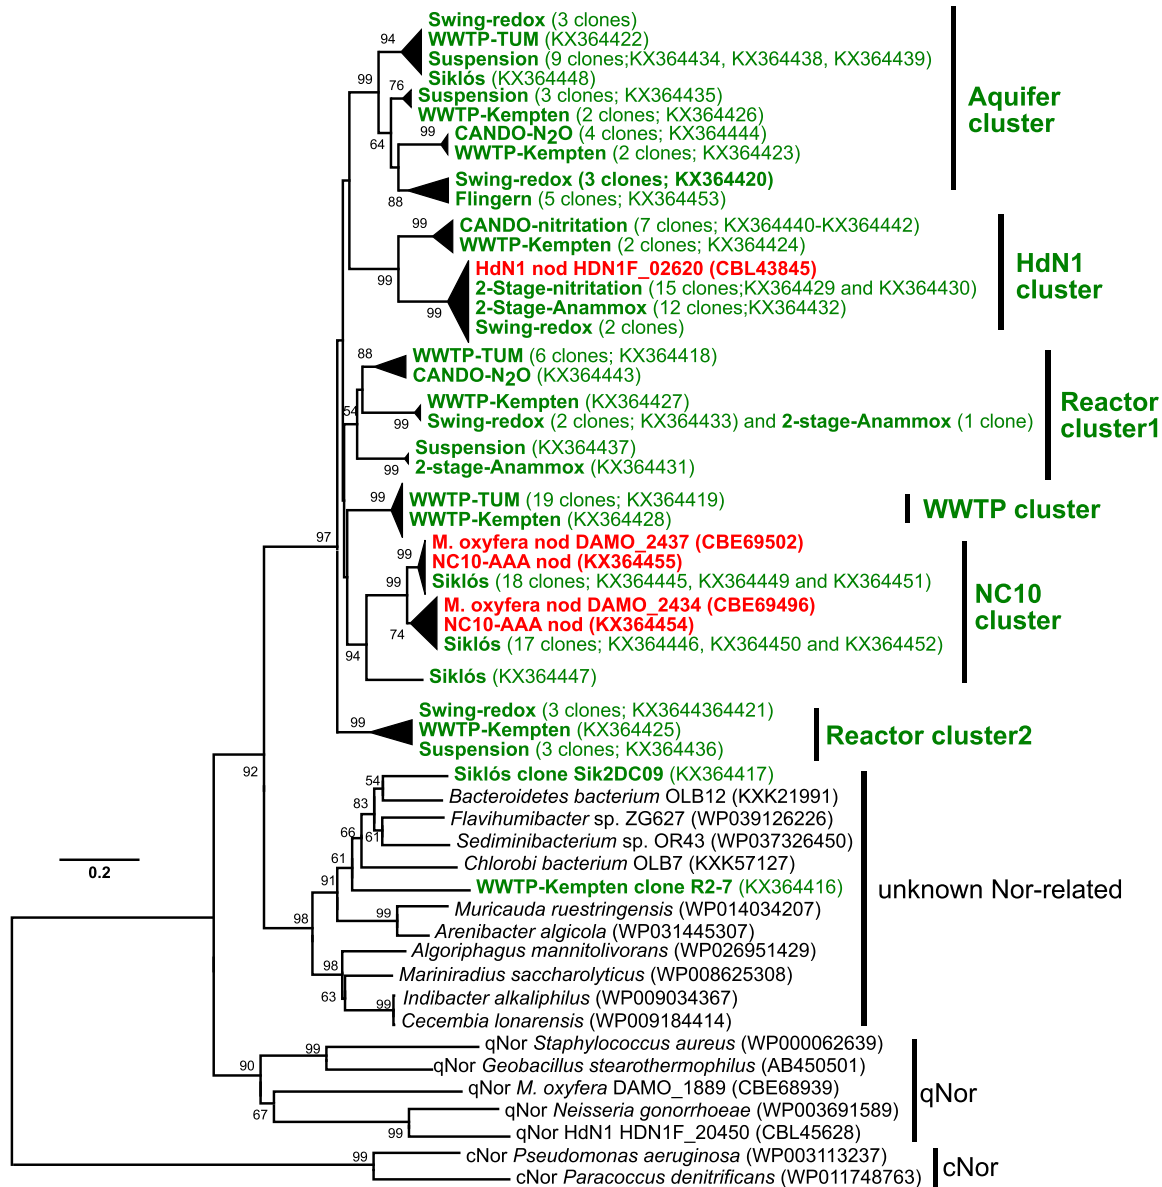 Swing-redox (3 clones)
94
WWTP-TUM (KX364422)
Suspension (9 clones;KX364434, KX364438, KX364439)
99
Siklós (KX364448)
76
Suspension (3 clones; KX364435)
WWTP-Kempten (2 clones; KX364426)
Aquifer
cluster
99
CANDO-N2O (4 clones; KX364444)
64
WWTP-Kempten (2 clones; KX364423)
Swing-redox (3 clones; KX364420)
88
Flingern (5 clones; KX364453)
99
CANDO-nitritation (7 clones; KX364440-KX364442)
WWTP-Kempten (2 clones; KX364424)
99
HdN1 nod HDN1F_02620 (CBL43845)
2-Stage-nitritation (15 clones;KX364429 and KX364430)
99
2-Stage-Anammox (12 clones;KX364432)
Swing-redox (2 clones)
HdN1
cluster
88
WWTP-TUM (6 clones; KX364418)
CANDO-N2O (KX364443)
54
WWTP-Kempten (KX364427)
99
Swing-redox (2 clones; KX364433) and 2-stage-Anammox (1 clone)
Suspension (KX364437)
99
2-stage-Anammox (KX364431)
Reactor
cluster1
99
WWTP-TUM (19 clones; KX364419)
WWTP-Kempten (KX364428)
WWTP cluster
97
M. oxyfera nod DAMO_2437 (CBE69502)
99
NC10-AAA nod (KX364455)
99
Siklós (18 clones; KX364445, KX364449 and KX364451)
M. oxyfera nod DAMO_2434 (CBE69496)
NC10-AAA nod (KX364454)
74
Siklós (17 clones; KX364446, KX364450 and KX364452)
94
Siklós (KX364447)
NC10
cluster
Swing-redox (3 clones; KX3644364421)
99
WWTP-Kempten (KX364425)
Suspension (3 clones; KX364436)
Reactor cluster2
92
54
Siklós clone Sik2DC09 (KX364417)
Bacteroidetes bacterium OLB12 (KXK21991)
83
Flavihumibacter sp. ZG627 (WP039126226)
66
61
Sediminibacterium sp. OR43 (WP037326450)
61
Chlorobi bacterium OLB7 (KXK57127)
91
WWTP-Kempten clone R2-7 (KX364416)
unknown Nor-related
0.2
98
99
Muricauda ruestringensis (WP014034207)
Arenibacter algicola (WP031445307)
Algoriphagus mannitolivorans (WP026951429)
98
Mariniradius saccharolyticus (WP008625308)
63
99
Indibacter alkaliphilus (WP009034367)
Cecembia lonarensis (WP009184414)
99
qNor Staphylococcus aureus (WP000062639)
90
qNor Geobacillus stearothermophilus (AB450501)
qNor M. oxyfera DAMO_1889 (CBE68939)
qNor
67
qNor Neisseria gonorrhoeae (WP003691589)
99
qNor HdN1 HDN1F_20450 (CBL45628)
99
cNor Pseudomonas aeruginosa (WP003113237)
cNor
cNor Paracoccus denitrificans (WP011748763)